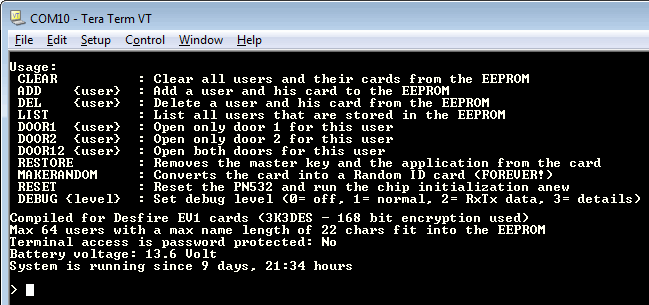 COM10 - Tera Term VT
File Edit Setup Control Window Help
Usage:
CLEAR : Clear all users and their cards from the EEPROM
ADD {user} : Add a user and his card to the EEPROM
DEL {user} : Delete a user and his card from the EEPROM
LIST : List all users that are stored in the EEPROM
DOOR1 {user} : Open only door 1 for this user
DOOR2 {user} : Open only door 2 for this user
DOOR12 {user} : Open both doors for this user
RESTORE : Removes the master key and the application from the card
MAKERANDOM : Converts the card into a Random ID card (FOREVER!)
RESET : Reset the PN532 and run the chip initialization anew
DEBUG {level} : Set debug level (0= off, 1= normal, 2= RxTx data, 3= details)
Compiled for Desfire EV1 cards (3K3DES - 168 bit encryption used)
Max 64 users with a max name length of 22 chars fit into the EEPROM
Terminal access is password protected: No
Battery voltage: 13.6 Volt
System is running since 9 days, 21:34 hours
>